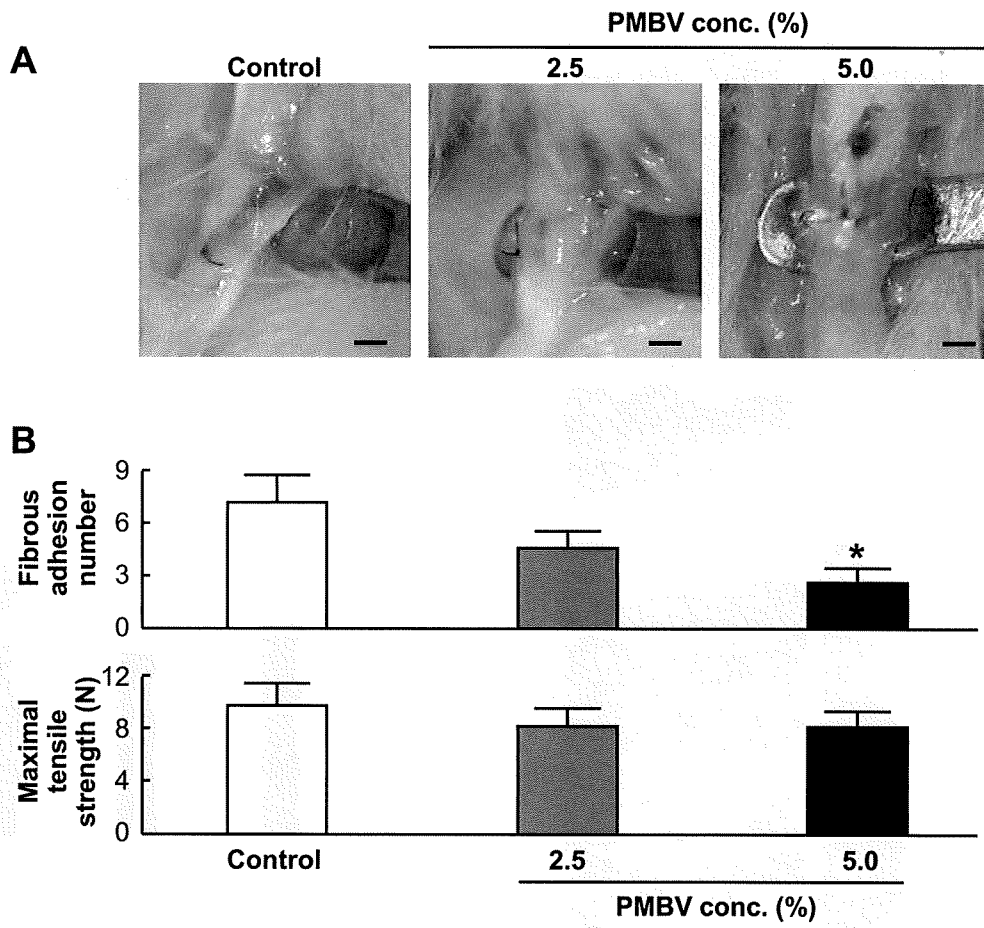 PMBV conc. (%)
A
Control 2.5 5.0
B
Fibrous
adhesion
number
9
6
3
0
*
Maximal
tensile
strength (N)
12
8
4
0
Control 2.5 5.0
PMBV conc. (%)